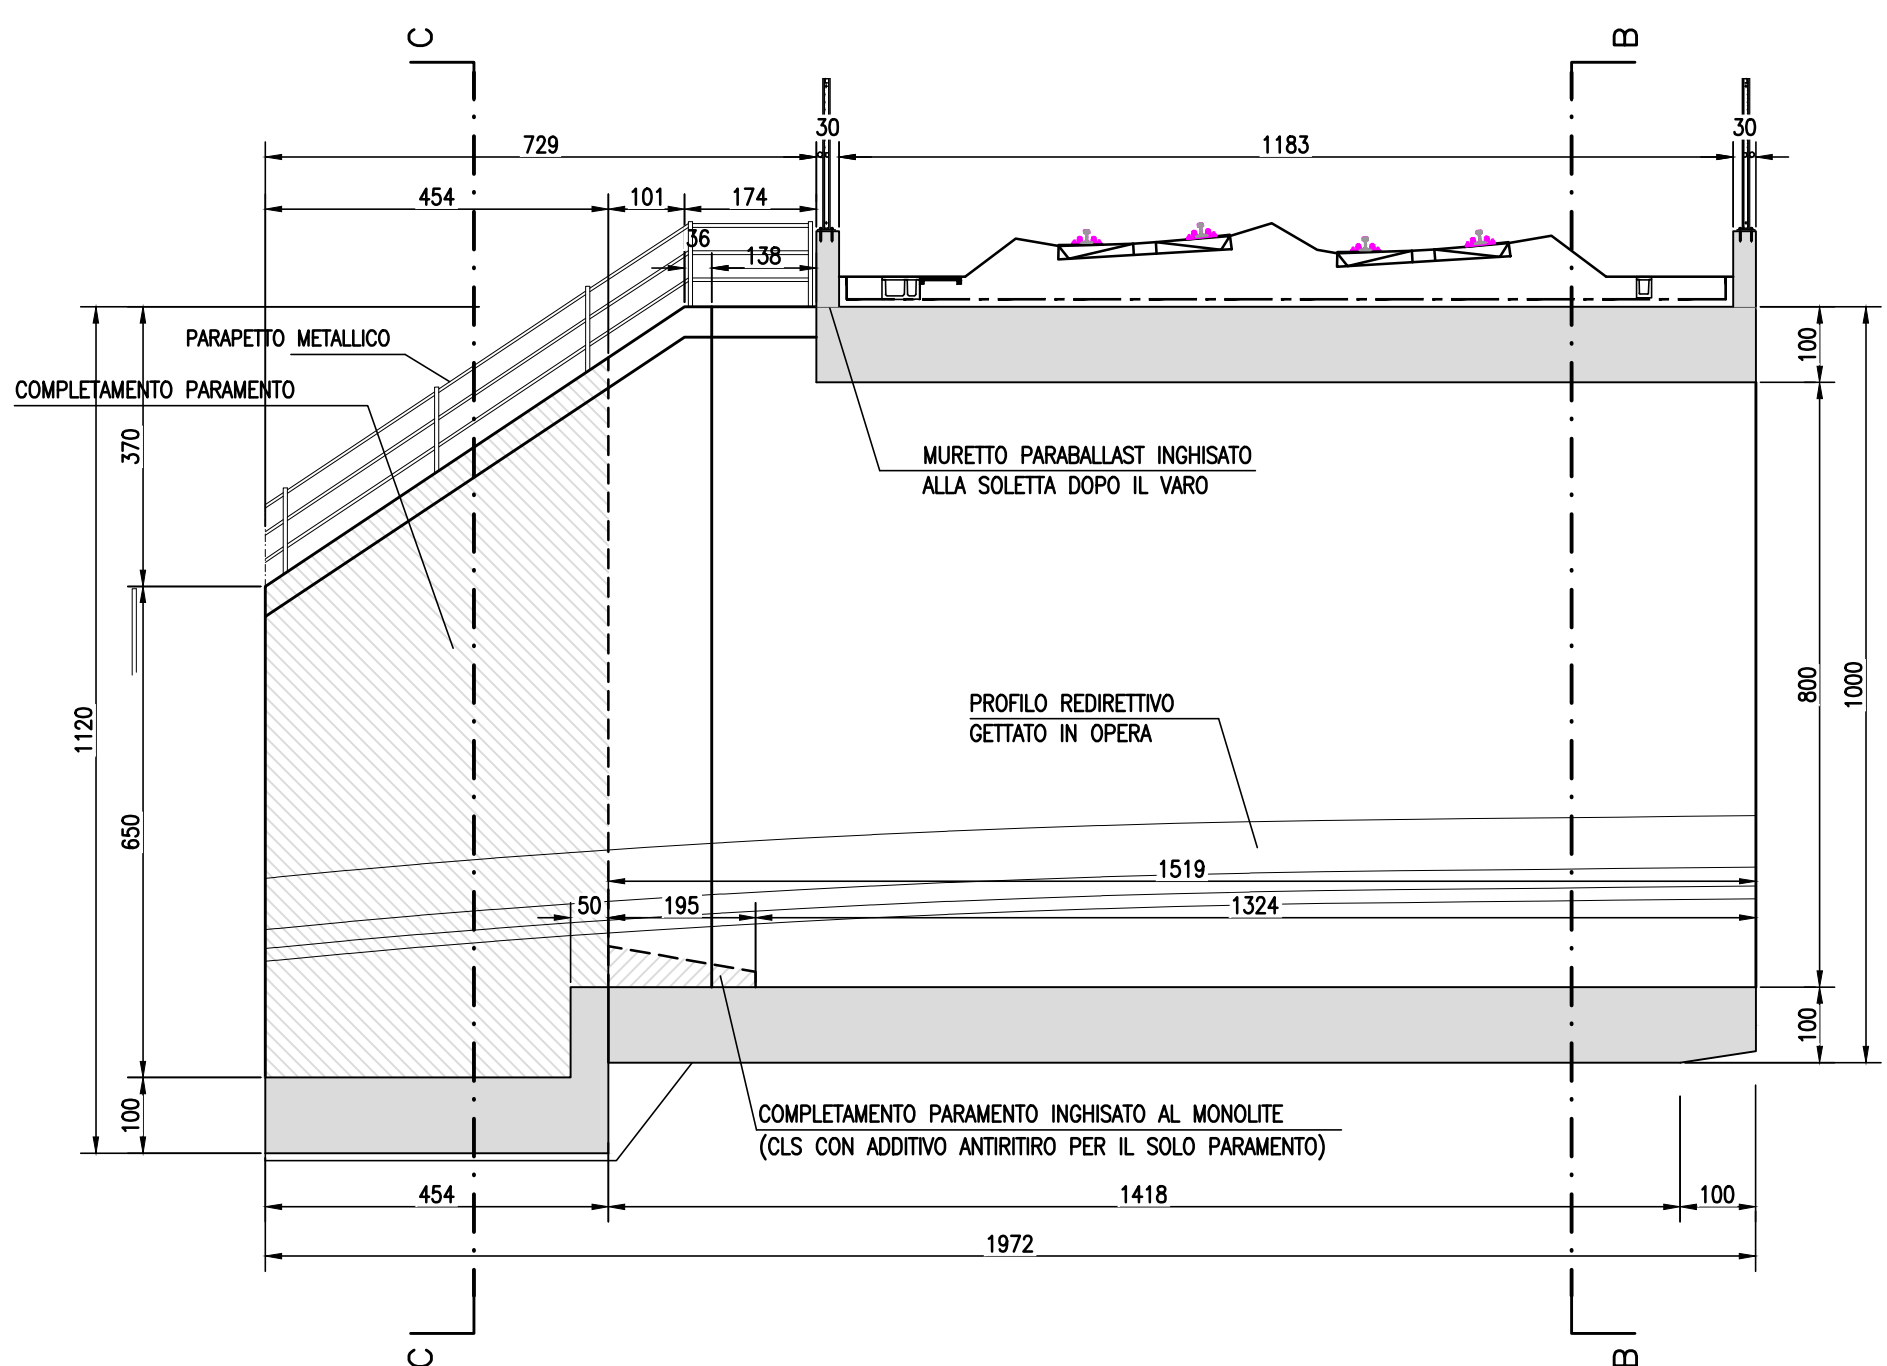 C
B
30
30
729
1183
454
101
174
36
138
PARAPETTO METALLICO
COMPLETAMENTO PARAMENTO
100
370
MURETTO PARABALLAST INGHISATO
ALLA SOLETTA DOPO IL VARO
800
1000
PROFILO REDIRETTIVO
GETTATO IN OPERA
1120
650
1519
50
195
1324
100
100
COMPLETAMENTO PARAMENTO INGHISATO AL MONOLITE
(CLS CON ADDITIVO ANTIRITIRO PER IL SOLO PARAMENTO)
454
1418
100
1972
C
B